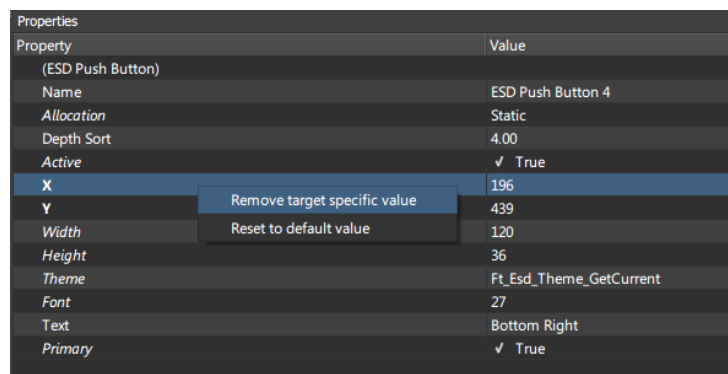 Properties
Property Value
(ESD Push Button)
Name ESD Push Button 4
Allocation Static
Depth Sort 4.00
Active ✓ True
X 196
Remove target specific value
Y 439
Reset to default value
Width 120
Height 36
Theme Ft_Esd_Theme_GetCurrent
Font 27
Text Bottom Right
Primary ✓ True